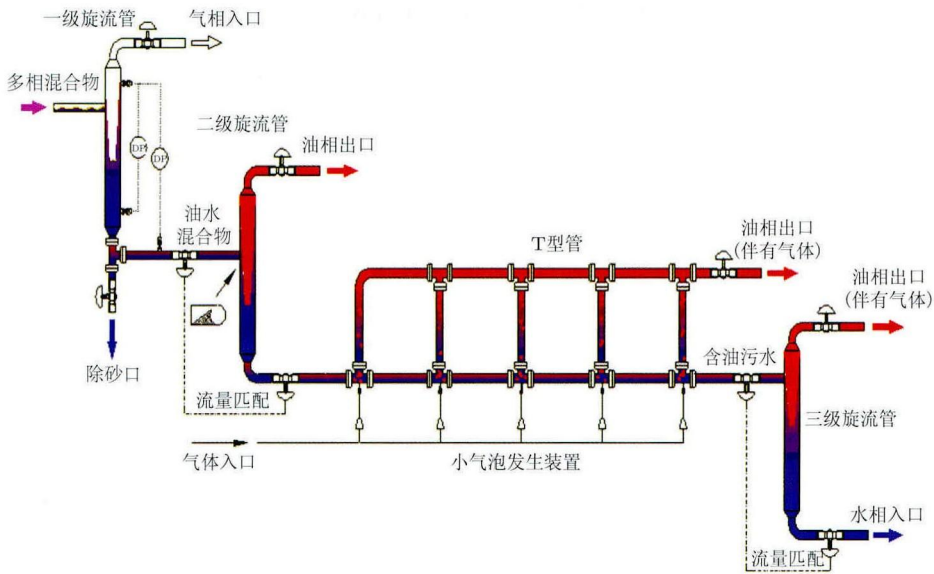 一级旋流管
气相入口
多相混合物
DP
DP
二级旋流管
油相出口
油水
混合物
T型管
油相出口
(伴有气体)
油相出口
(伴有气体)
除砂口
流量匹配
含油污水
三级旋流管
气体入口
小气泡发生装置
水相入口
流量匹配